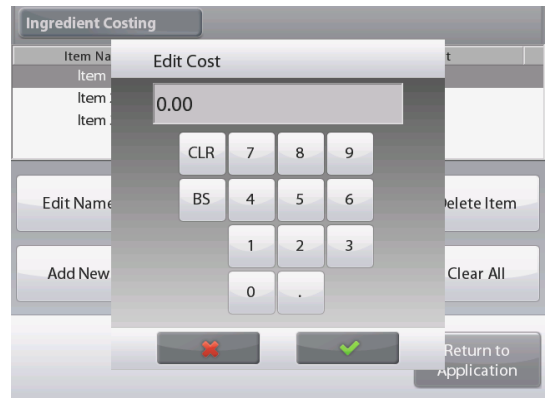 Ingredient Costing
Item Na
t
Item
Item
Item
Edit Cost
0.00
CLR 7 8 9
BS 4 5 6
1 2 3
0 .
Edit Name
elete Item
Add New
Clear All
Return to
Application